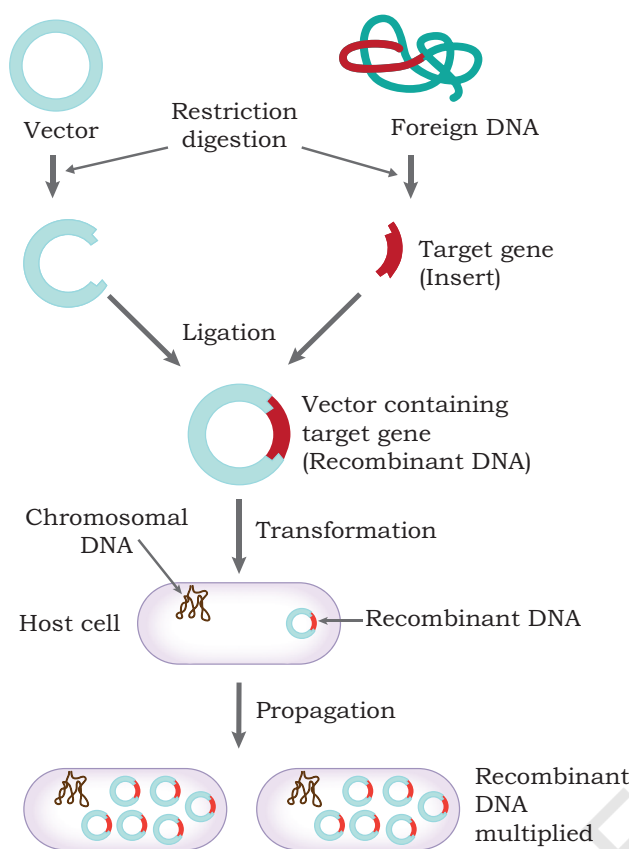 Vector
Restriction
digestion
Foreign DNA
Target gene
(Insert)
Ligation
Vector containing
target gene
(Recombinant DNA)
Chromosomal
DNA
Transformation
Host cell
Recombinant DNA
Propagation
Recombinant
DNA
multiplied